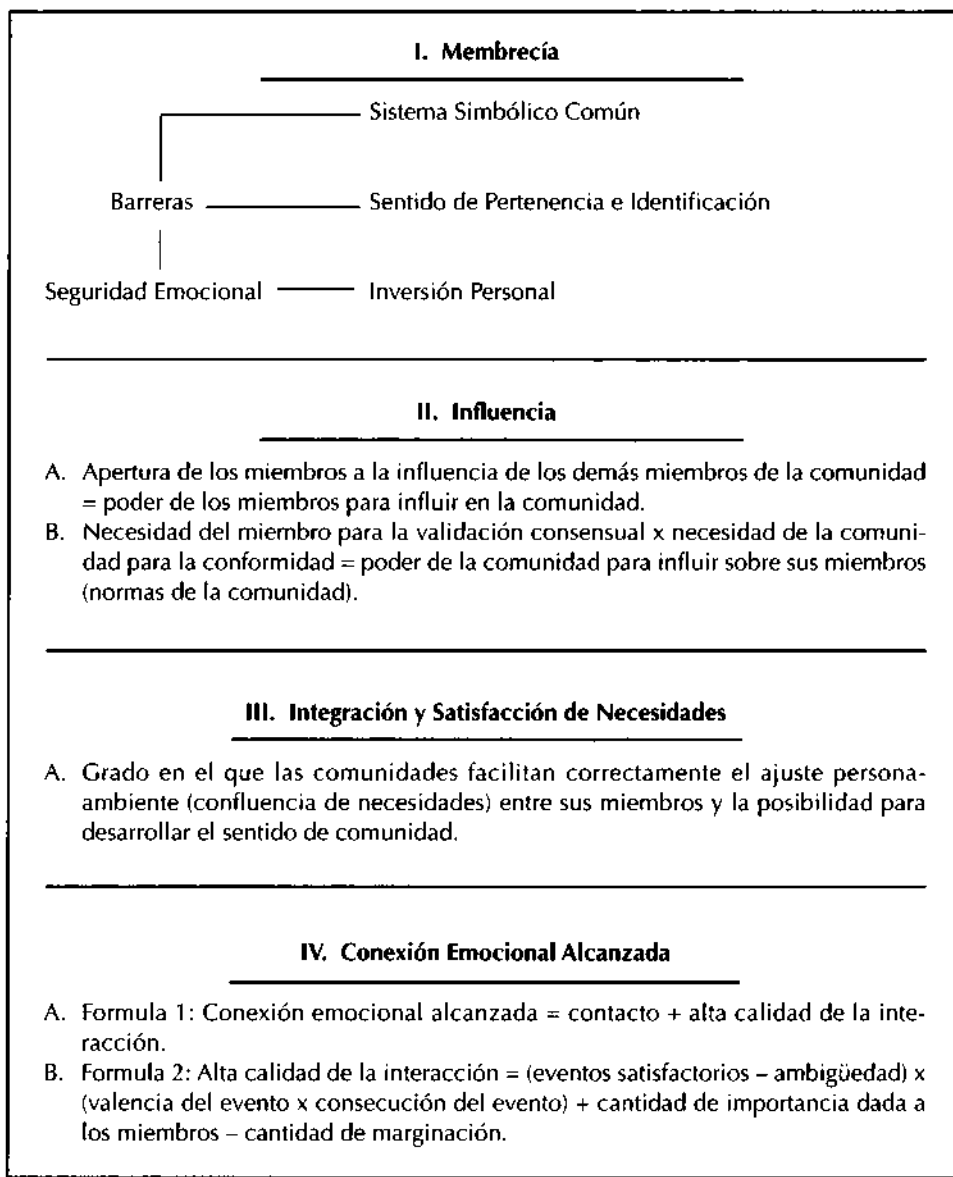 I. Membrecía
Sistema Simbólico Común
Barreras Sentido de Pertenencia e Identificación
Seguridad Emocional Inversión Personal
II. Influencia
A. Apertura de los miembros a la influencia de los demás miembros de la comunidad
= poder de los miembros para influir en la comunidad.
B. Necesidad del miembro para la validación consensual x necesidad de la comuni-
dad para la conformidad = poder de la comunidad para influir sobre sus miembros
(normas de la comunidad).
III. Integración y Satisfacción de Necesidades
A. Grado en el que las comunidades facilitan correctamente el ajuste persona-
ambiente (confluencia de necesidades) entre sus miembros y la posibilidad para
desarrollar el sentido de comunidad.
IV. Conexión Emocional Alcanzada
A. Formula 1: Conexión emocional alcanzada = contacto + alta calidad de la inte-
racción.
B. Formula 2: Alta calidad de la interacción = (eventos satisfactorios – ambigüedad) x
(valencia del evento x consecución del evento) + cantidad de importancia dada a
los miembros – cantidad de marginación.